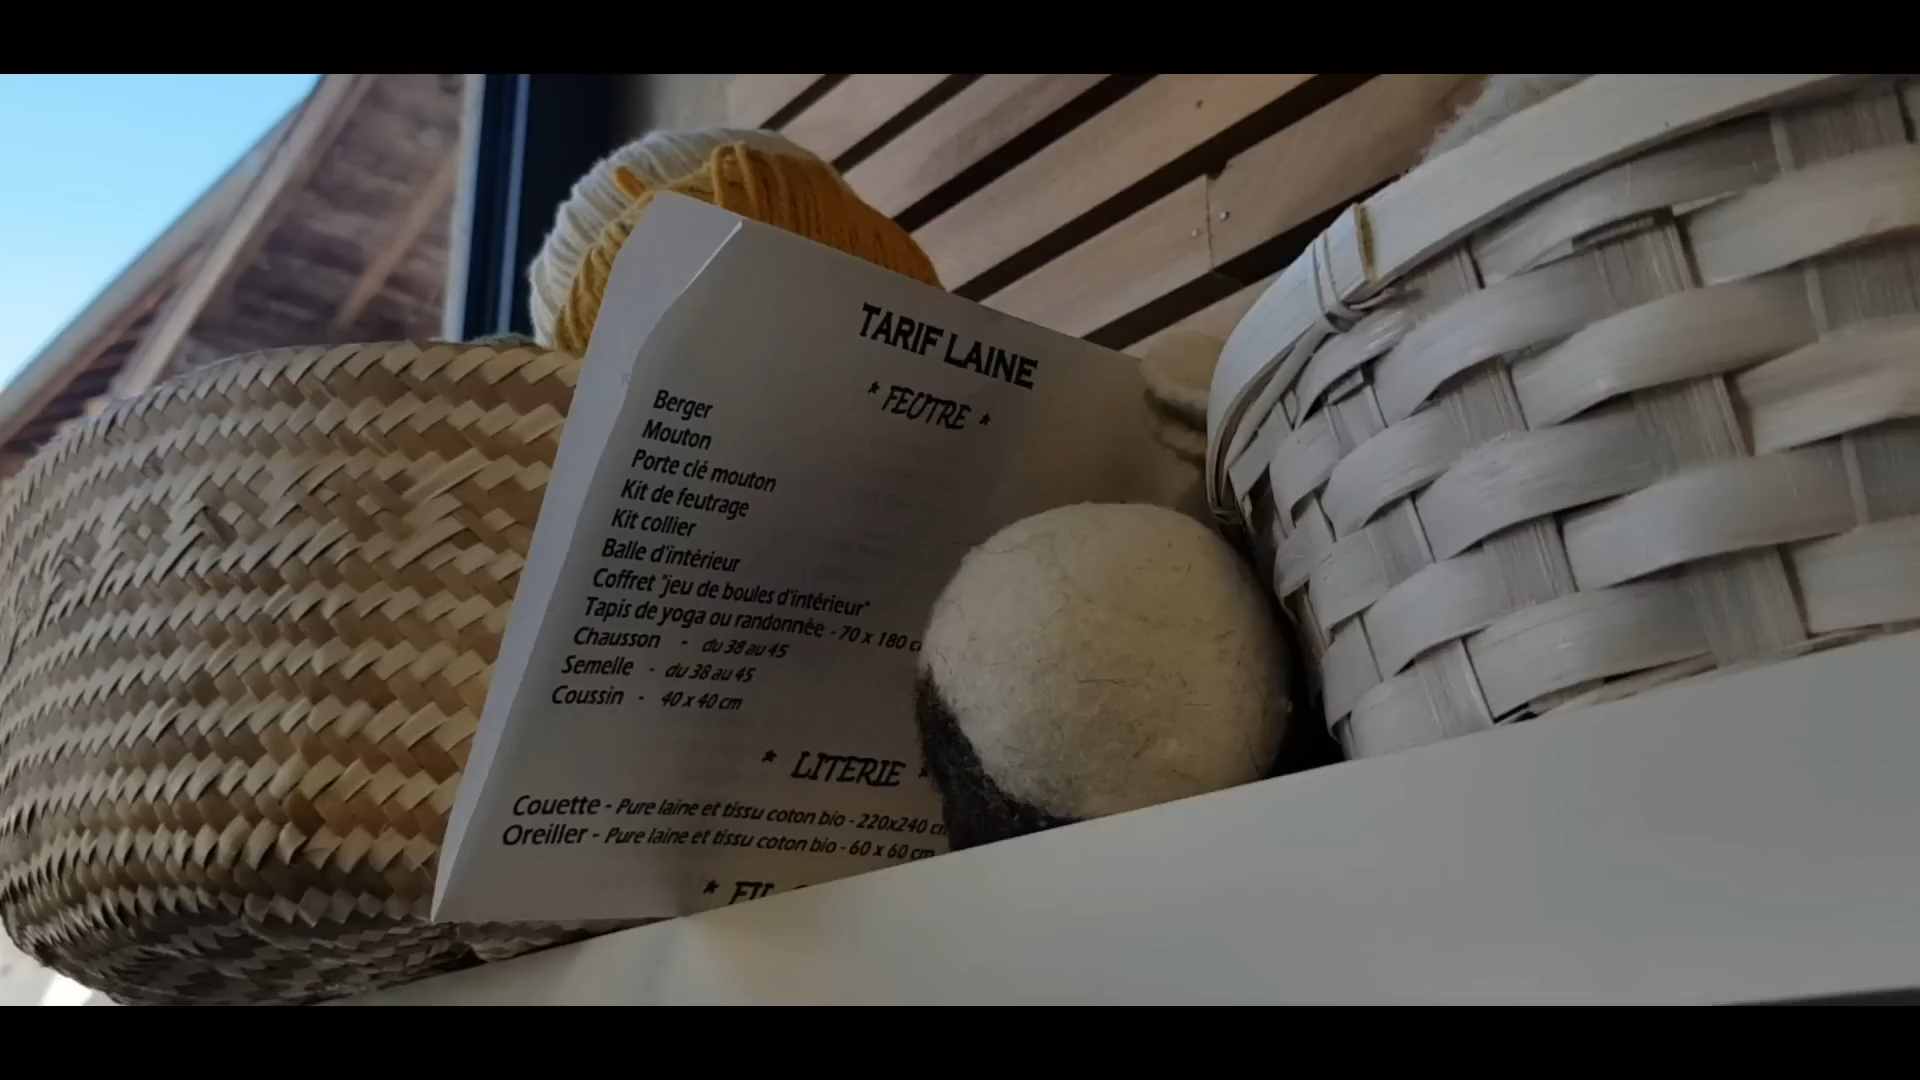 TARIF LAINE
* FEUTRE *
Berger
Mouton
Porte clé mouton
Kit de feutrage
Kit collier
Balle d'intérieur
Coffret "jeu de boules d'intérieur"
Tapis de yoga ou randonnée - 70 x 180
Chausson - du 38 au 45
Semelle - du 38 au 45
Coussin - 40 x 40 cm
* LITERIE *
Couette - Pure laine et tissu coton bio - 220x240 cm
Oreiller - Pure laine et tissu coton bio - 60 x 60 cm